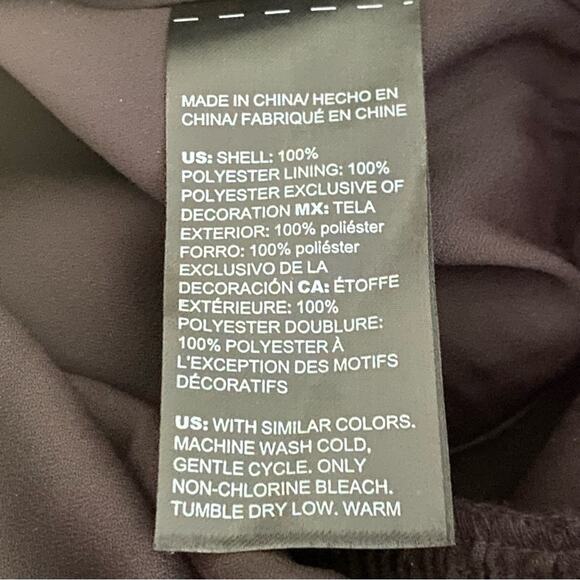 MADE IN CHINA/ HECHO EN
CHINA/ FABRIQUÉ EN CHINE
US: SHELL: 100%
POLYESTER LINING: 100%
POLYESTER EXCLUSIVE OF
DECORATION MX: TELA
EXTERIOR: 100% poliéster
FORRO: 100% poliéster
EXCLUSIVO DE LA
DECORACIÓN CA: ÉTOFFE
EXTÉRIEURE: 100%
POLYESTER DOUBLURE:
100% POLYESTER À
L'EXCEPTION DES MOTIFS
DÉCORATIFS
US: WITH SIMILAR COLORS.
MACHINE WASH COLD,
GENTLE CYCLE. ONLY
NON-CHLORINE BLEACH.
TUMBLE DRY LOW. WARM